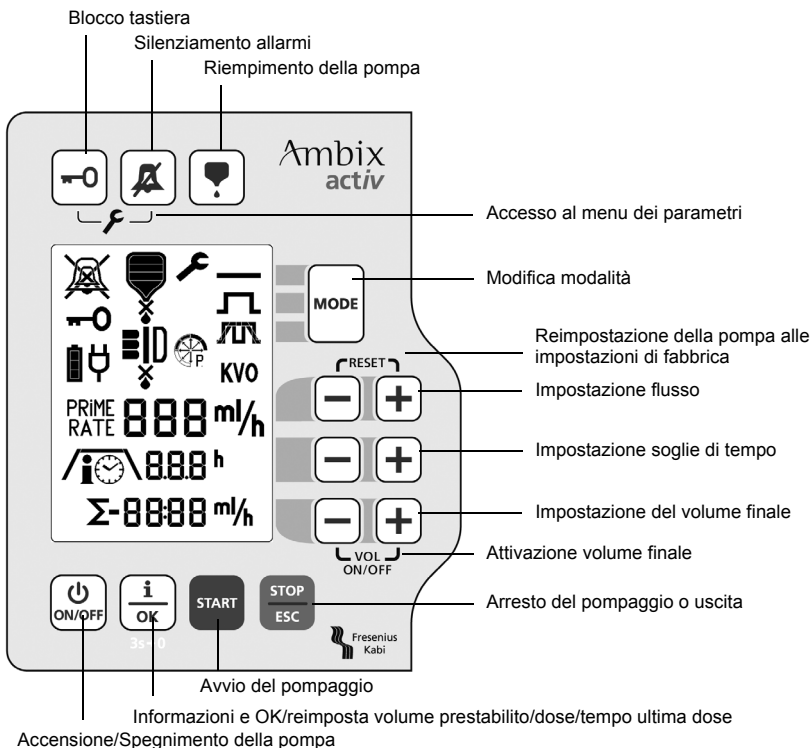 Blocco tastiera
Silenziamento allarmi
Riempimento della pompa
Ambix
activ
Accesso al menu dei parametri
Modifica modalità
MODE
Reimpostazione della pompa alle
impostazioni di fabbrica
RESET
P
KVO
Impostazione flusso
PRiME
RATE 888 ml/h
Impostazione soglie di tempo
i 8.8.8 h
Impostazione del volume finale
Σ-88:88 ml/h
VOL
ON/OFF
Attivazione volume finale
ON/OFF
i
OK
3s→0
START
STOP
ESC
Arresto del pompaggio o uscita
Fresenius
Kabi
Avvio del pompaggio
Informazioni e OK/reimposta volume prestabilito/dose/tempo ultima dose
Accensione/Spegnimento della pompa